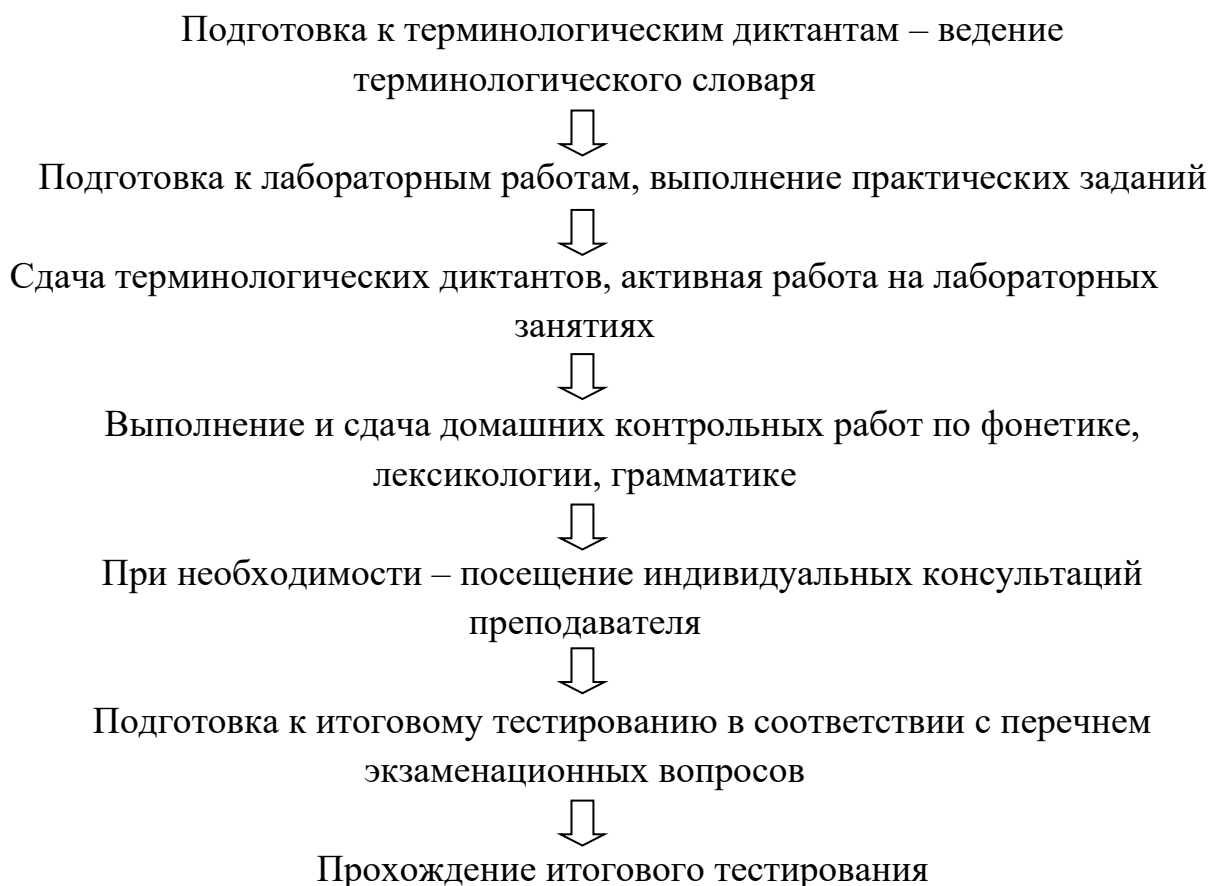 Подготовка к терминологическим диктантам – ведение
терминологического словаря
Подготовка к лабораторным работам, выполнение практических заданий
Сдача терминологических диктантов, активная работа на лабораторных
занятиях
Выполнение и сдача домашних контрольных работ по фонетике,
лексикологии, грамматике
При необходимости – посещение индивидуальных консультаций
преподавателя
Подготовка к итоговому тестированию в соответствии с перечнем
экзаменационных вопросов
Прохождение итогового тестирования